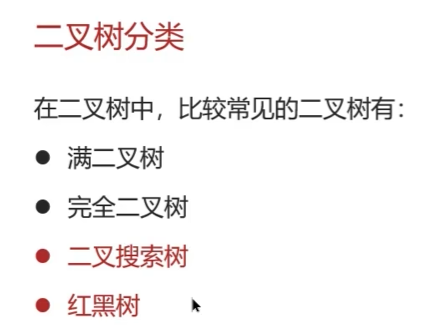 二叉树分类
在二叉树中，比较常见的二叉树有：
● 满二叉树
● 完全二叉树
● 二叉搜索树
● 红黑树